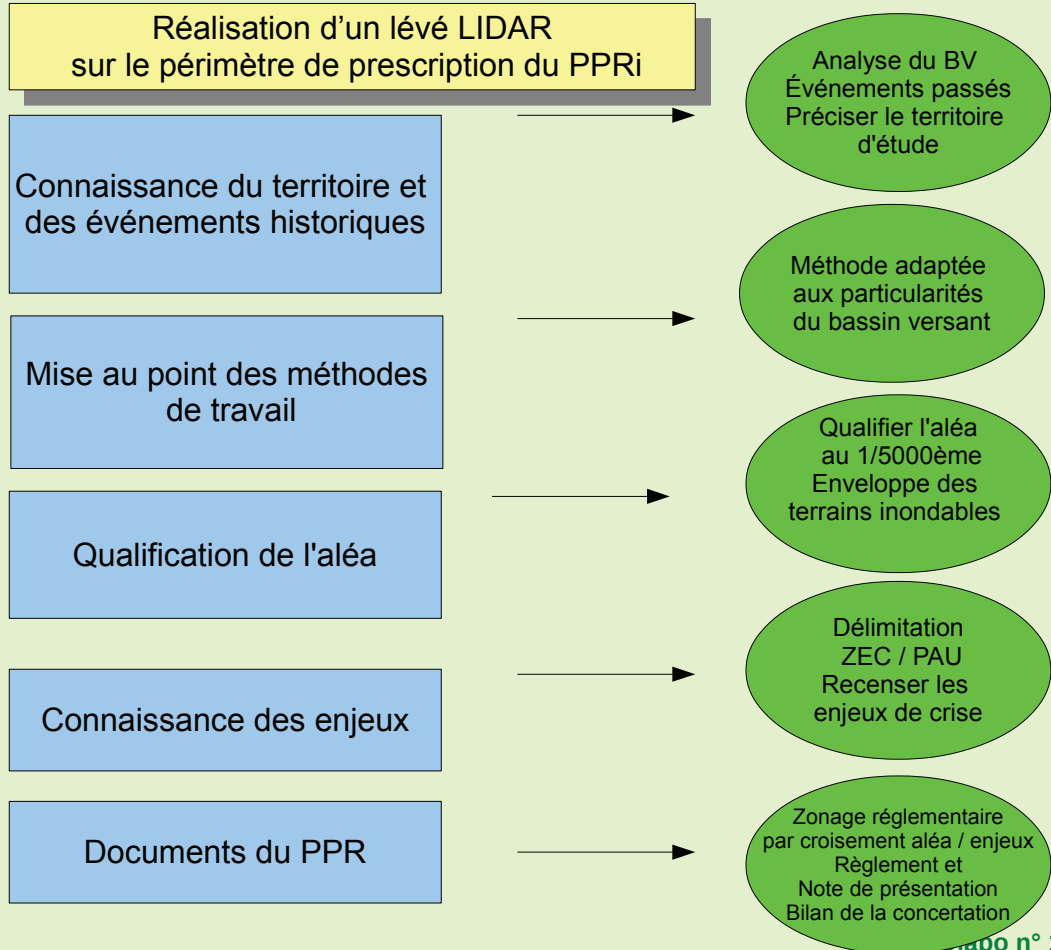 Réalisation d'un lévé LIDAR
sur le périmètre de prescription du PPRi
Connaissance du territoire et
des événements historiques
Analyse du BV
Événements passés
Préciser le territoire
d'étude
Mise au point des méthodes
de travail
Méthode adaptée
aux particularités
du bassin versant
Qualification de l'aléa
Qualifier l'aléa
au 1/5000ème
Enveloppe des
terrains inondables
Connaissance des enjeux
Délimitation
ZEC / PAU
Recenser les
enjeux de crise
Documents du PPR
Zonage réglementaire
par croisement aléa / enjeux
Règlement et
Note de présentation
Bilan de la concertation
n°